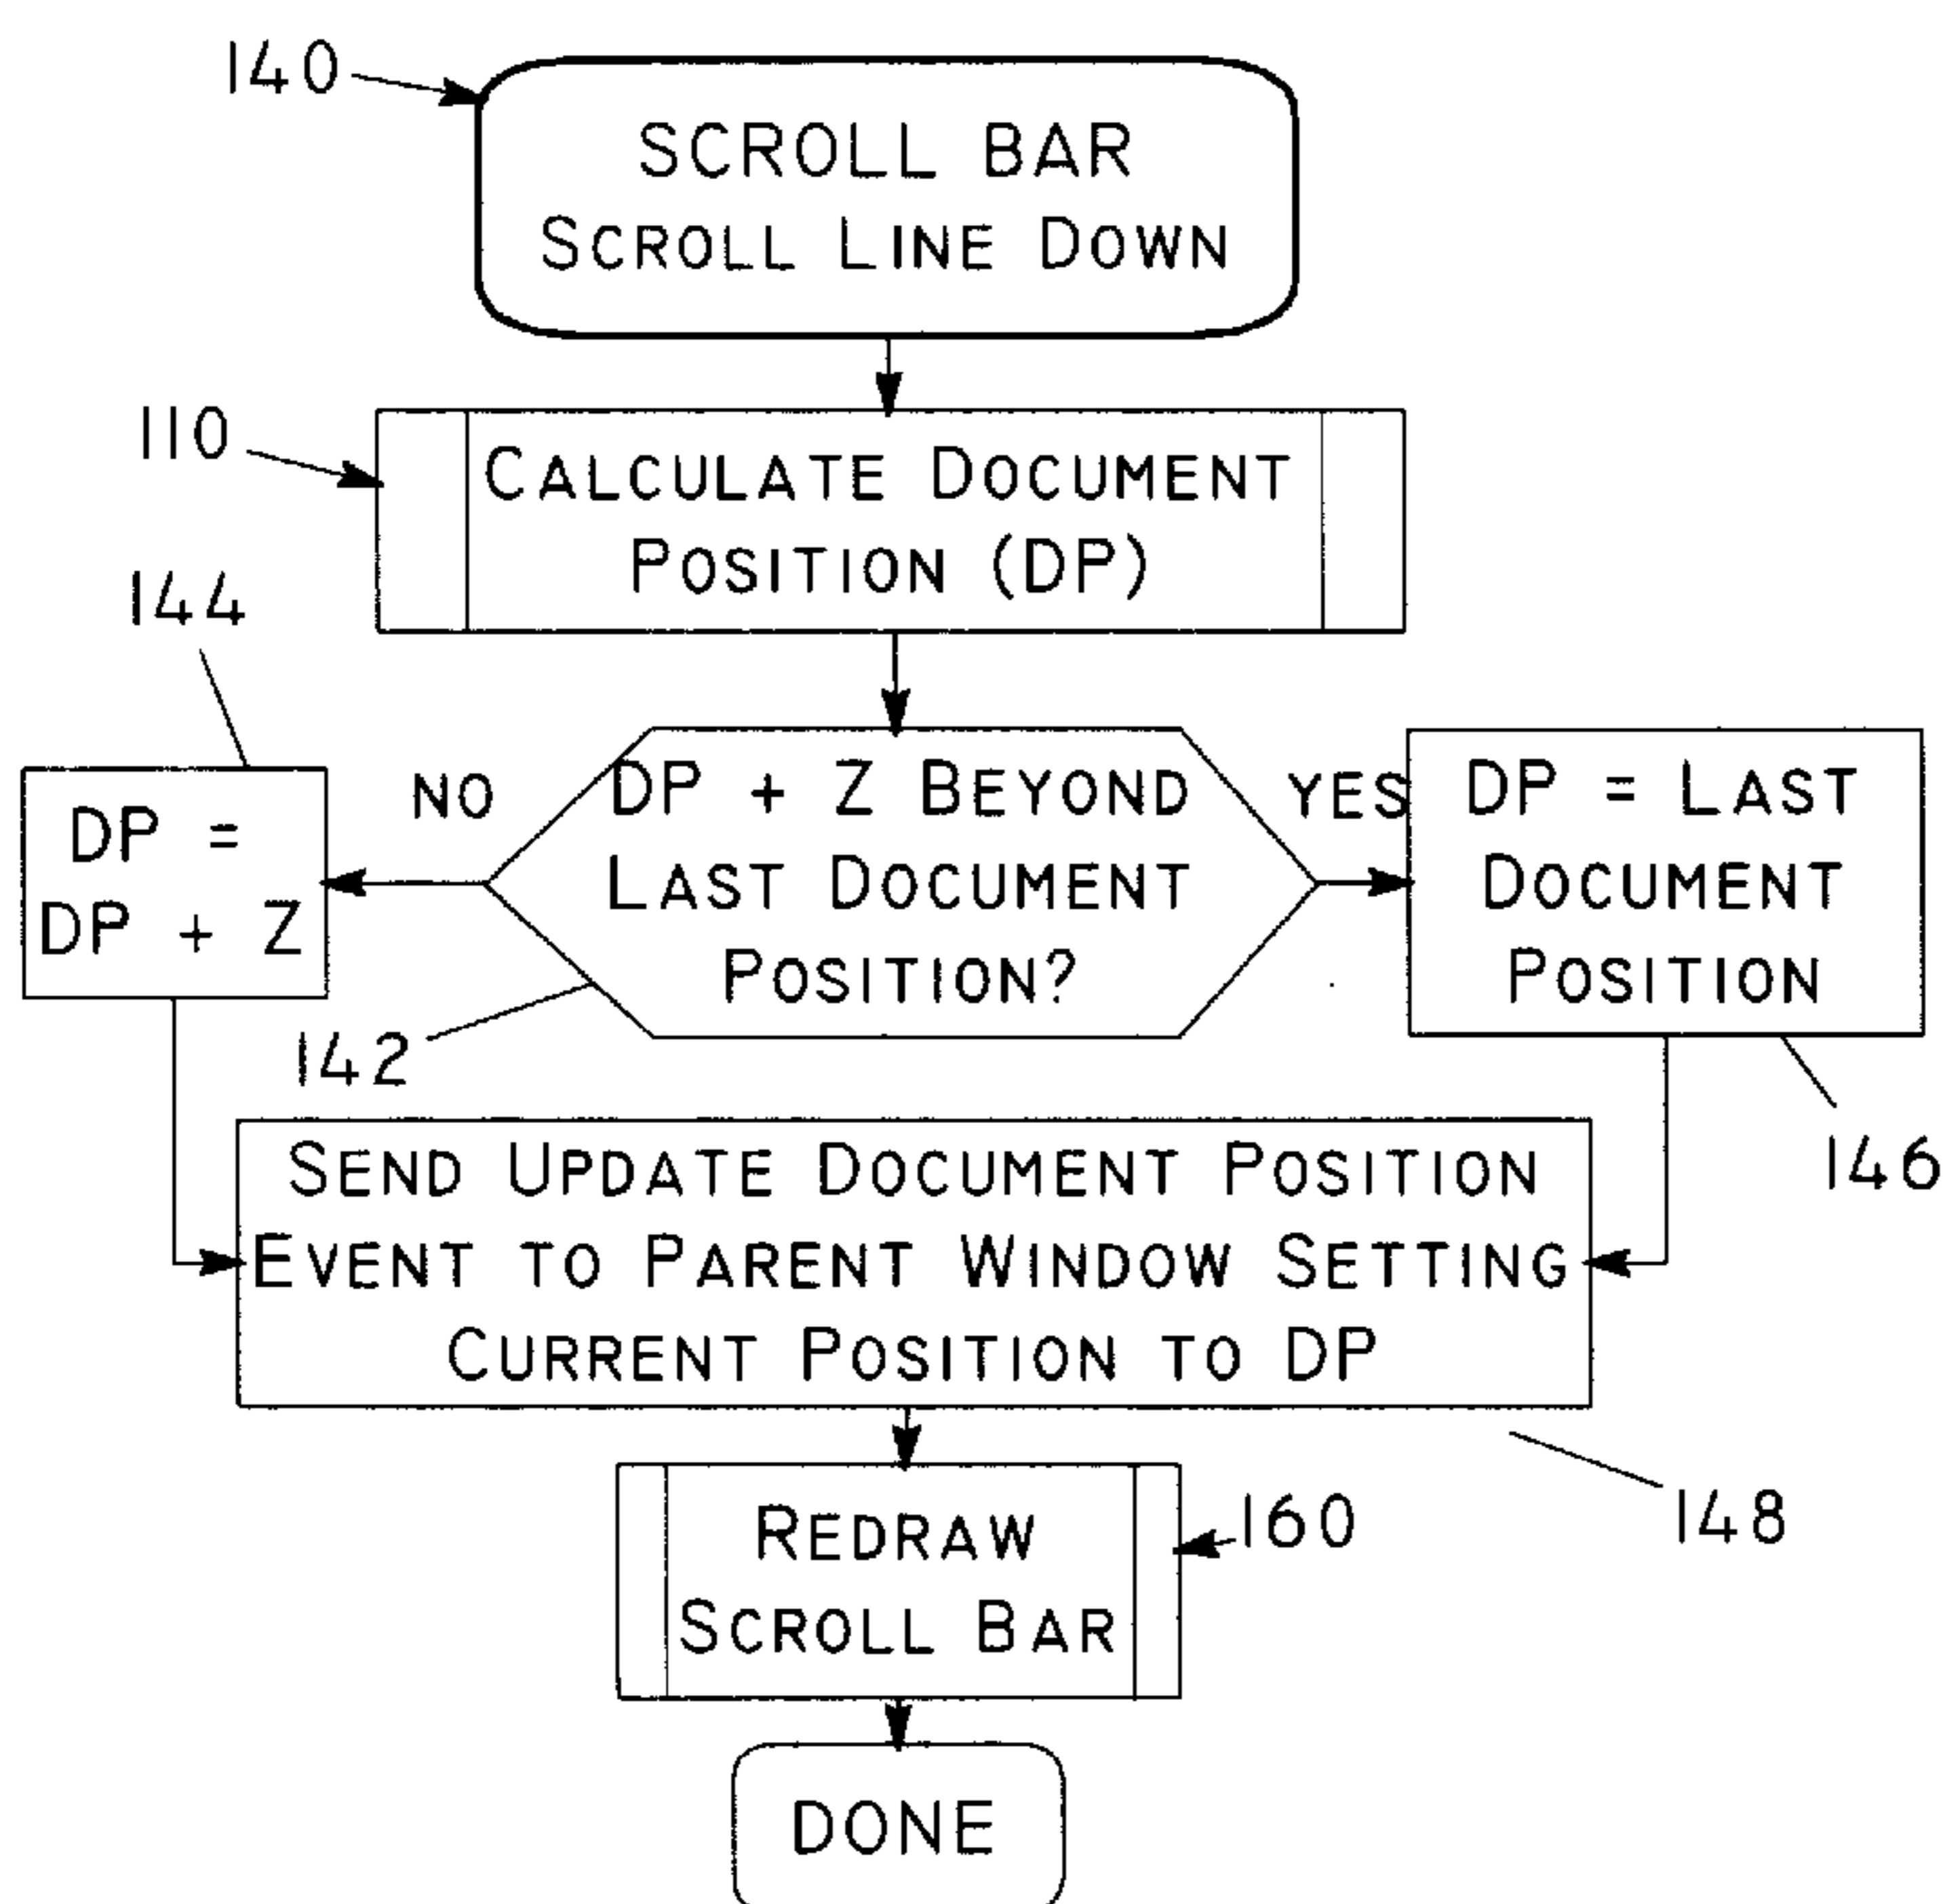 140
SCROLL BAR
SCROLL LINE DOWN
110
CALCULATE DOCUMENT
POSITION (DP)
144
DP =
DP + Z
NO
DP + Z BEYOND
LAST DOCUMENT
POSITION?
YES
DP = LAST
DOCUMENT
POSITION
142
146
SEND UPDATE DOCUMENT POSITION
EVENT TO PARENT WINDOW SETTING
CURRENT POSITION TO DP
148
REDRAW
SCROLL BAR
160
DONE